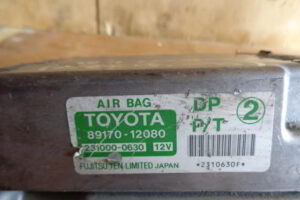 AIR BAG DP 2
TOYOTA P/T
89170-12080
231000-0630 12V
FUJITSU TEN LIMITED JAPAN *2310630F*